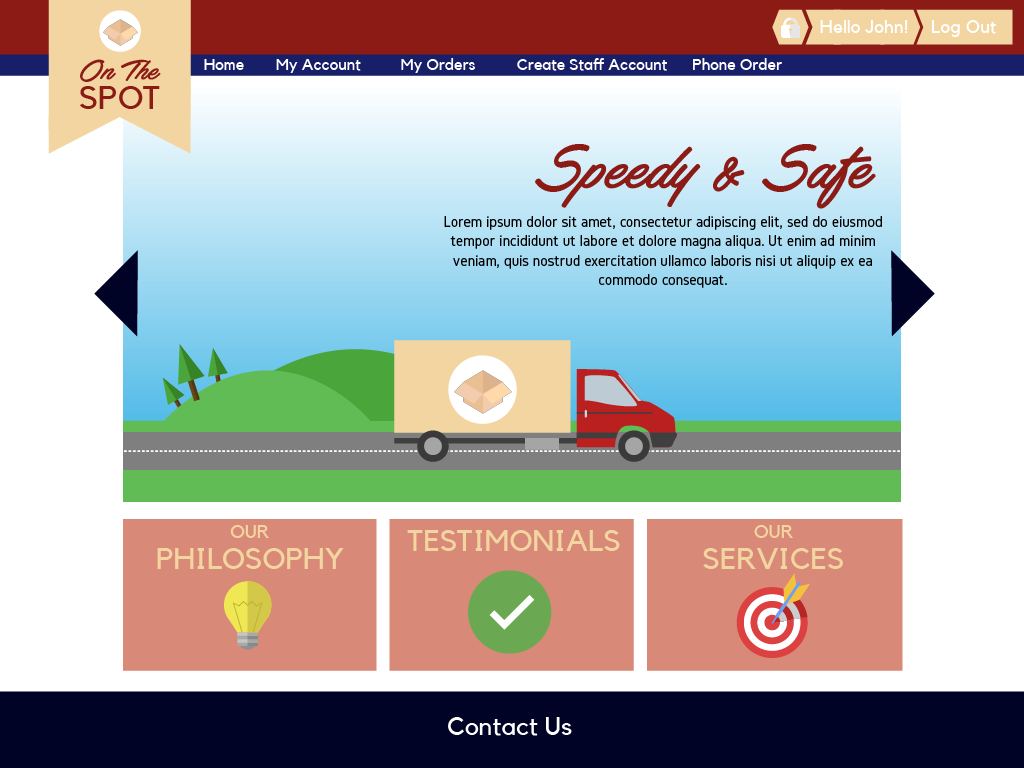 Hello John!
Log Out
On The
SPOT
Home
My Account
My Orders
Create Staff Account
Phone Order
Speedy & Safe
Lorem ipsum dolor sit amet, consectetur adipiscing elit, sed do eiusmod
tempor incididunt ut labore et dolore magna aliqua. Ut enim ad minim
veniam, quis nostrud exercitation ullamco laboris nisi ut aliquip ex ea
commodo consequat.
OUR
PHILOSOPHY
TESTIMONIALS
OUR
SERVICES
Contact Us